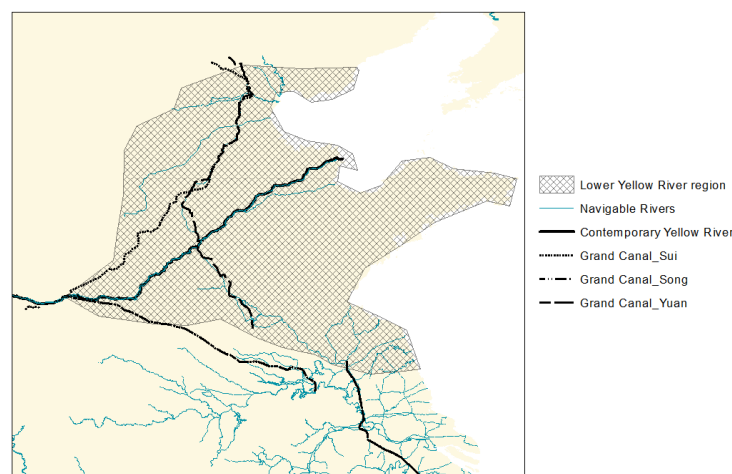 Lower Yellow River region
Navigable Rivers
Contemporary Yellow River
Grand Canal_Sui
Grand Canal_Song
Grand Canal_Yuan